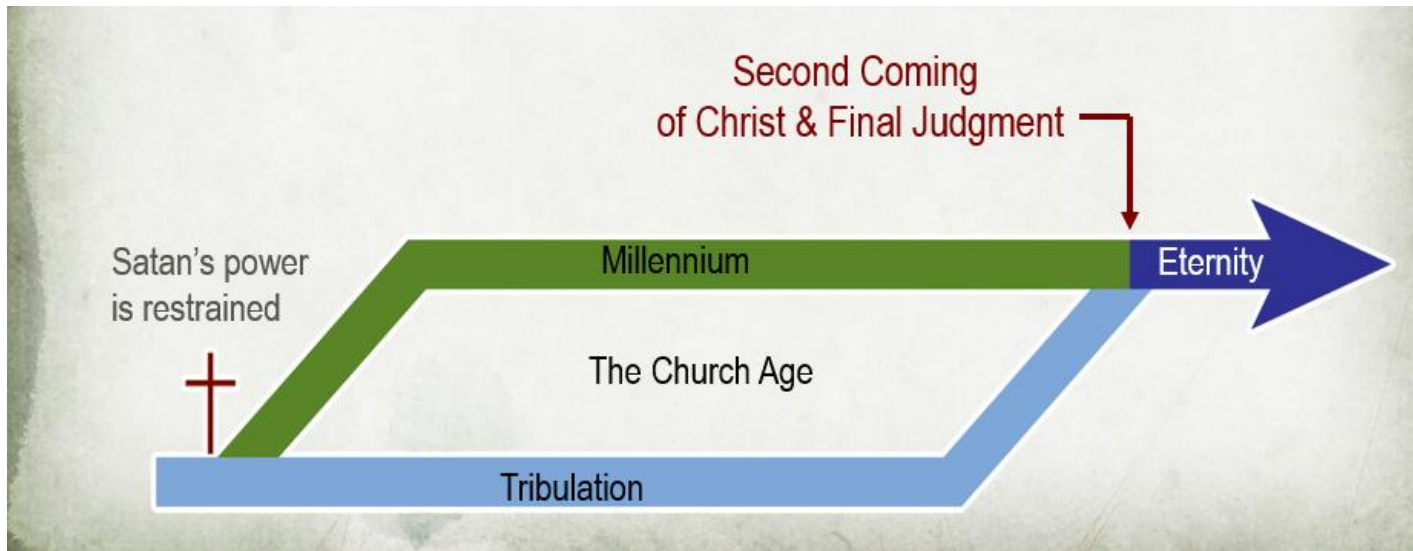 Second Coming
of Christ & Final Judgment
Satan’s power
is restrained
Millennium
Eternity
The Church Age
Tribulation